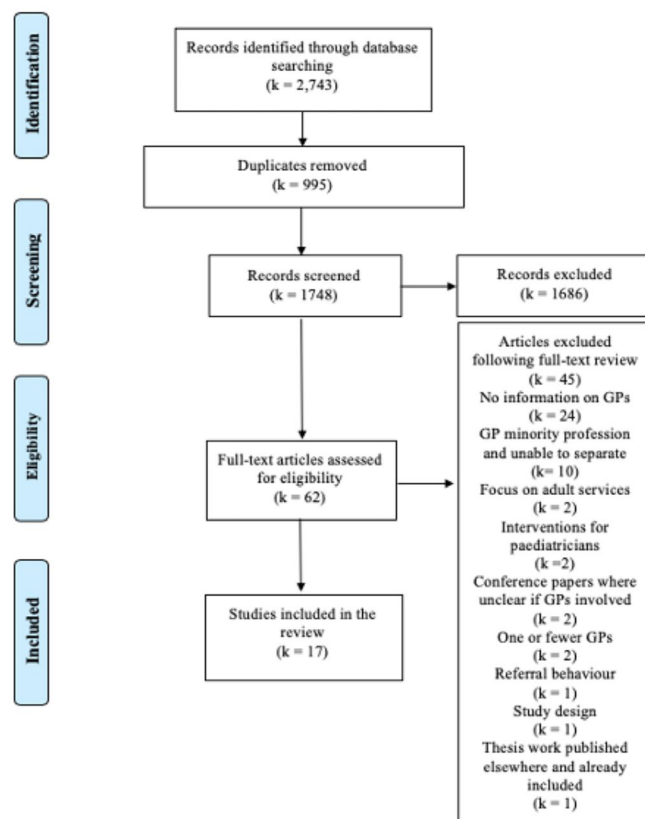 Identification
Records identified through database
searching
(k = 2,743)
Duplicates removed
(k = 995)
Screening
Records screened
(k = 1748)
Records excluded
(k = 1686)
Eligibility
Full-text articles assessed
for eligibility
(k = 62)
Articles excluded
following full-text review
(k = 45)
No information on GPs
(k = 24)
GP minority profession
and unable to separate
(k= 10)
Focus on adult services
(k = 2)
Interventions for
paediatricians
(k =2)
Conference papers where
unclear if GPs involved
(k = 2)
One or fewer GPs
(k = 2)
Referral behaviour
(k = 1)
Study design
(k = 1)
Thesis work published
elsewhere and already
included
(k = 1)
Included
Studies included in the
review
(k = 17)